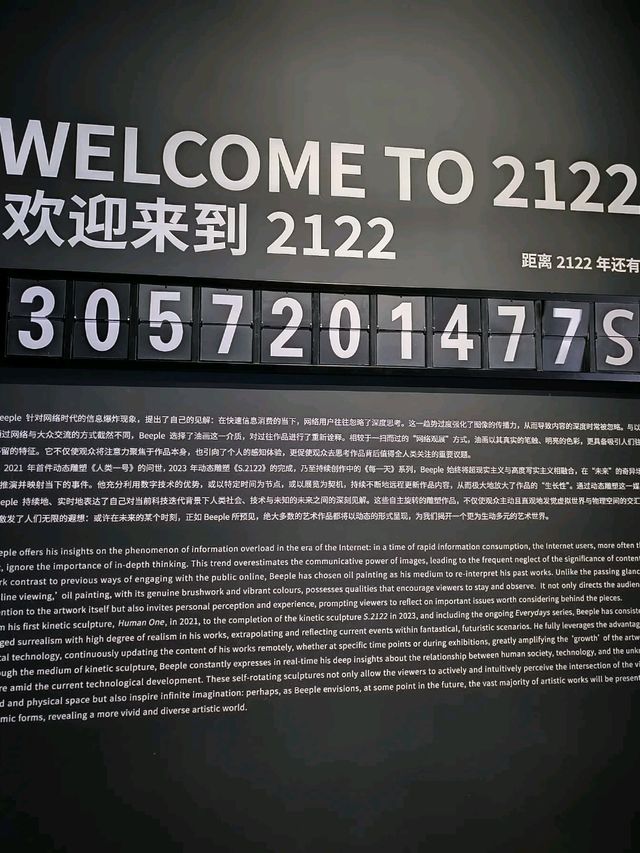 WELCOME TO 2122
欢迎来到 2122
距离 2122 年还有
3057201477S
Beeple 针对网络时代的信息爆炸现象，提出了自己的见解：在快速信息消费的当下，网络用户往往忽略了深度思考。这一趋势过度强化了图像的传播力，从而导致内容的深度时常被忽略。与以
通过网络与大众交流的方式截然不同，Beeple 选择了油画这一介质，对过往作品进行了重新诠释。相较于一扫而过的“网络观展”方式，油画以其真实的笔触、明亮的色彩，更具备吸引人们驻
留的特征。它不仅使观众将注意力聚焦于作品本身，也引向了个人的感知体验，更促使观众去思考作品背后值得全人类关注的重要议题。
2021 年首件动态雕塑《人类一号》的问世，2023 年动态雕塑《S.2122》的完成，乃至持续创作中的《每一天》系列，Beeple 始终将超现实主义与高度写实主义相融合，在“未来”的奇异场
推演并映射当下的事件。他充分利用数字技术的优势，或以特定时间为节点，或以展览为契机，持续不断地远程更新作品内容，从而极大地放大了作品的“生长性”。通过动态雕塑这一媒
Beeple 持续地、实时地表达了自己对当前科技迭代背景下人类社会、技术与未知的未来之间的深刻见解。这些自主旋转的雕塑作品，不仅使观众主动且直观地发觉虚拟世界与物理空间的交汇
激发了人们无限的遐想：或许在未来的某个时刻，正如 Beeple 所预见，绝大多数的艺术作品都将以动态的形式呈现，为我们揭开一个更为生动多元的艺术世界。
eple offers his insights on the phenomenon of information overload in the era of the Internet: in a time of rapid information consumption, the Internet users, more often th
, ignore the importance of in-depth thinking. This trend overestimates the communicative power of images, leading to the frequent neglect of the significance of content
rk contrast to previous ways of engaging with the public online, Beeple has chosen oil painting as his medium to re-interpret his past works. Unlike the passing glanc
line viewing,’ oil painting, with its genuine brushwork and vibrant colours, possesses qualities that encourage viewers to stay and observe. It not only directs the audien
ention to the artwork itself but also invites personal perception and experience, prompting viewers to reflect on important issues worth considering behind the pieces.
m his first kinetic sculpture, Human One, in 2021, to the completion of the kinetic sculpture S.2122 in 2023, and including the ongoing Everydays series, Beeple has consist
ged surrealism with high degree of realism in his works, extrapolating and reflecting current events within fantastical, futuristic scenarios. He fully leverages the advantag
tal technology, continuously updating the content of his works remotely, whether at specific time points or during exhibitions, greatly amplifying the ‘growth’ of the artw
ough the medium of kinetic sculpture, Beeple constantly expresses in real-time his deep insights about the relationship between human society, technology, and the unk
re amid the current technological development. These self-rotating sculptures not only allow the viewers to actively and intuitively perceive the intersection of the vi
d and physical space but also inspire infinite imagination: perhaps, as Beeple envisions, at some point in the future, the vast majority of artistic works will be present
mic forms, revealing a more vivid and diverse artistic world.